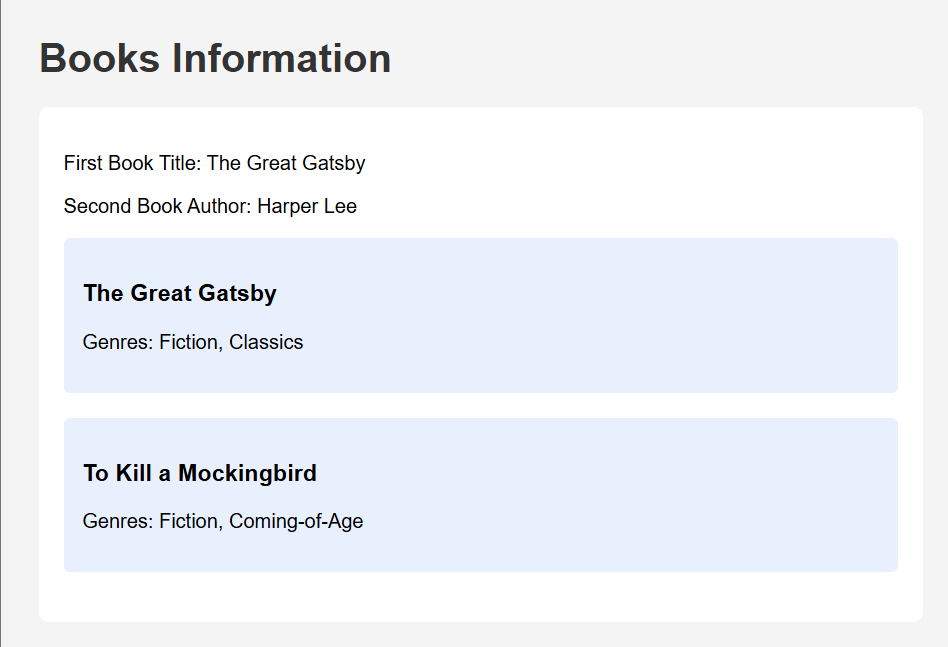 Books Information
First Book Title: The Great Gatsby
Second Book Author: Harper Lee
The Great Gatsby
Genres: Fiction, Classics
To Kill a Mockingbird
Genres: Fiction, Coming-of-Age